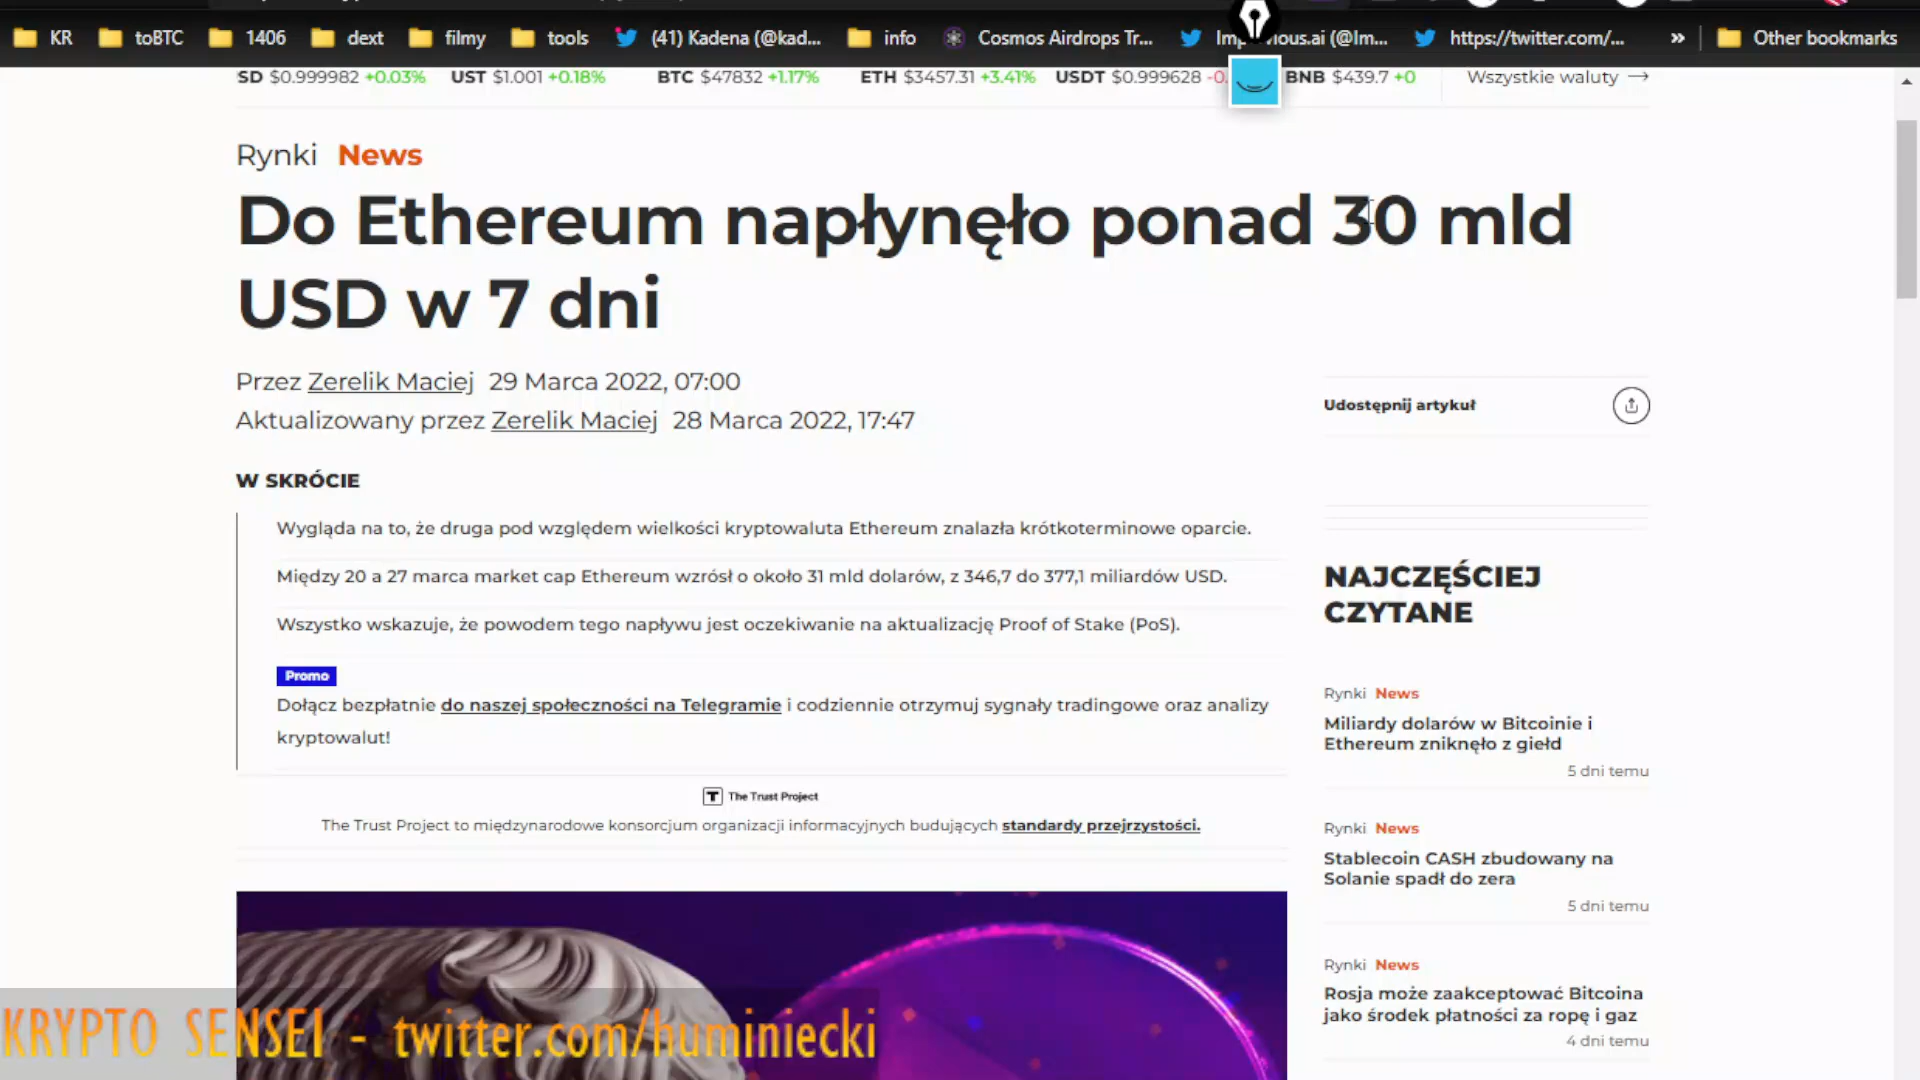 KR toBTC 1406 dext filmy tools (41) Kadena (@kad... info Cosmos Airdrops Tr... (@Im... https://twitter.com/... » Other bookmarks
SD $0.999982 +0.03% UST $1.001 +0.18% BTC $47832 +1.17% ETH $3457.31 +3.41% USDT $0.999628 -0. BNB $439.7 +0 Wszystkie waluty →
Rynki News
Do Ethereum napłynęło ponad 30 mld
USD w 7 dni
Przez Zerelik Maciej 29 Marca 2022, 07:00
Aktualizowany przez Zerelik Maciej 28 Marca 2022, 17:47
Udostępnij artykuł
W SKRÓCIE
Wygląda na to, że druga pod względem wielkości kryptowaluta Ethereum znalazła krótkoterminowe oparcie.
Między 20 a 27 marca market cap Ethereum wzrósł o około 31 mld dolarów, z 346,7 do 377,1 miliardów USD.
Wszystko wskazuje, że powodem tego napływu jest oczekiwanie na aktualizację Proof of Stake (PoS).
Promo
Dołącz bezpłatnie do naszej społeczności na Telegramie i codziennie otrzymuj sygnały tradingowe oraz analizy
kryptowalut!
T The Trust Project
The Trust Project to międzynarodowe konsorcjum organizacji informacyjnych budujących standardy przejrzystości.
NAJCZĘŚCIEJ
CZYTANE
Rynki News
Miliardy dolarów w Bitcoinie i
Ethereum zniknęło z giełd
5 dni temu
Rynki News
Stablecoin CASH zbudowany na
Solanie spadł do zera
5 dni temu
Rynki News
Rosja może zaakceptować Bitcoina
jako środek płatności za ropę i gaz
4 dni temu
KRYPTO SENSEI - twitter.com/huminiecki